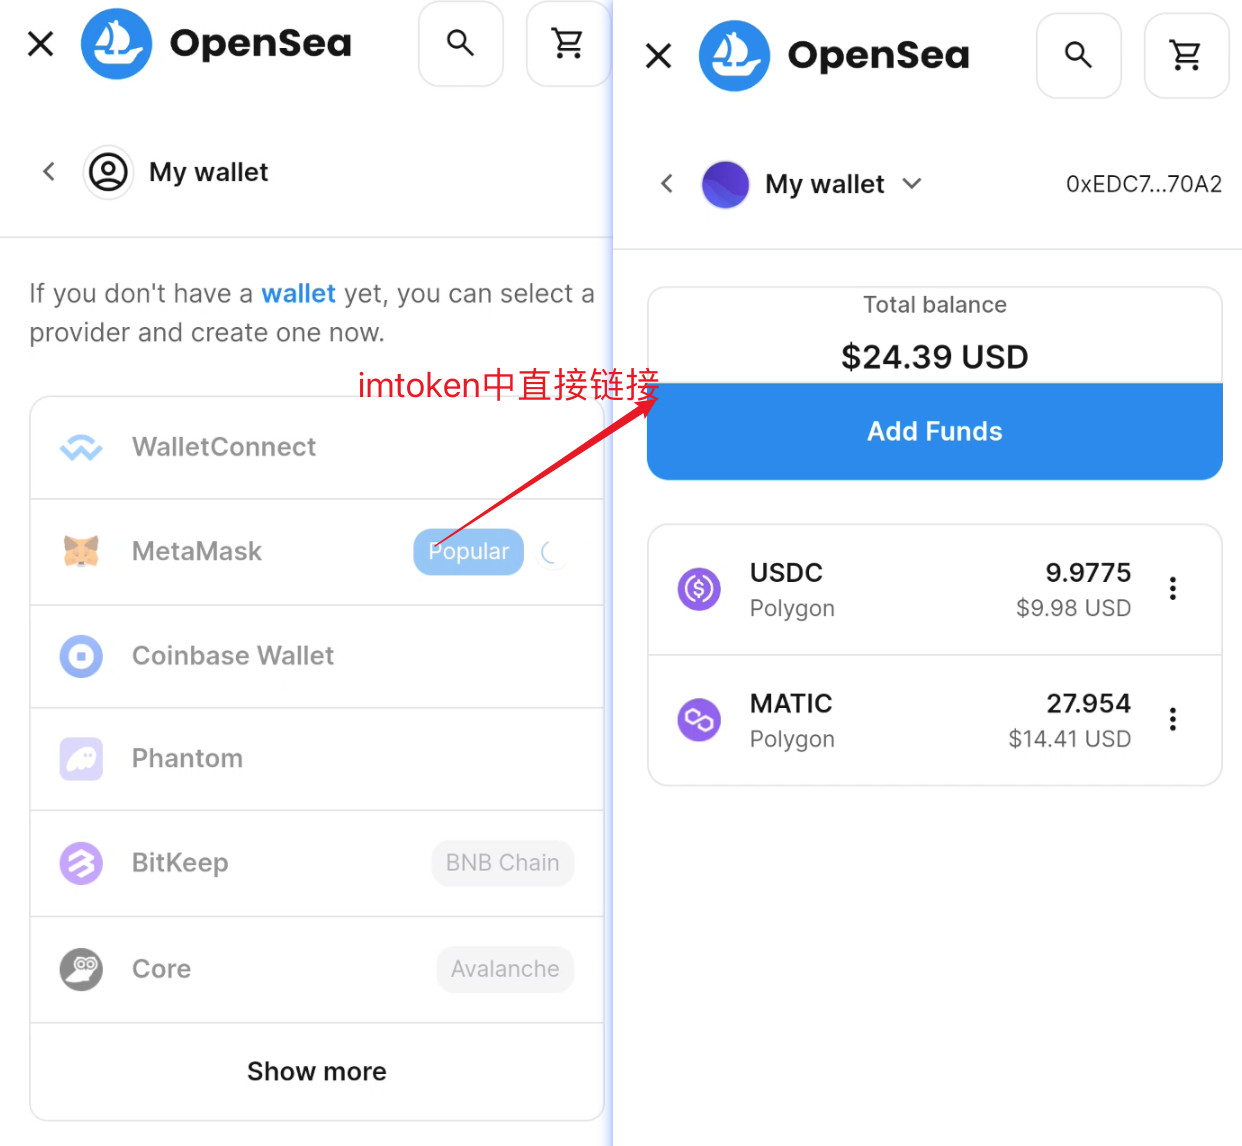 OpenSea
My wallet
If you don't have a wallet yet, you can select a
provider and create one now.
imtoken中直接链接
WalletConnect
MetaMask
Popular
Coinbase Wallet
Phantom
BitKeep
BNB Chain
Core
Avalanche
Show more
OpenSea
My wallet
0xEDC7...70A2
Total balance
$24.39 USD
Add Funds
USDC
9.9775
Polygon
$9.98 USD
MATIC
27.954
Polygon
$14.41 USD